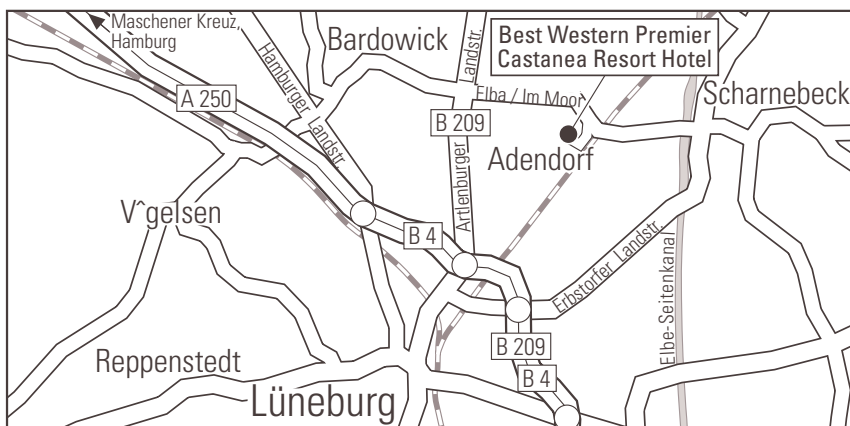 Maschener Kreuz,
Hamburg
Bardowick
Best Western Premier
Castanea Resort Hotel
Hamburger Landstr.
Landstr.
A 250
Elba / Im Moor
Scharnebeck
B 209
Adendorf
Artlenburger
V^gelsen
B 4
Erbstorfer Landstr.
Elbe-Seitenkanal
B 209
Reppenstedt
B 4
Lüneburg